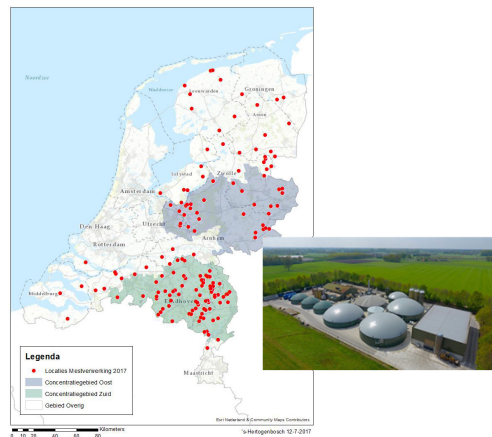 Noordzee
Waddenzee
Leeuwarden
Groningen
Assen
Lelystad
Zwolle
Amsterdam
Utrecht
Den Haag
Arnhem
Rotterdam
Middelburg
Eindhoven
Maastricht
Legenda
Locaties Mestverwerking 2017
Concentratiegebied Oost
Concentratiegebied Zuid
Gebied Overig
Esri Nederland & Community Maps Contributors
Kilometers
0 10 20 40 60 80
's-Hertogenbosch 12-7-2017